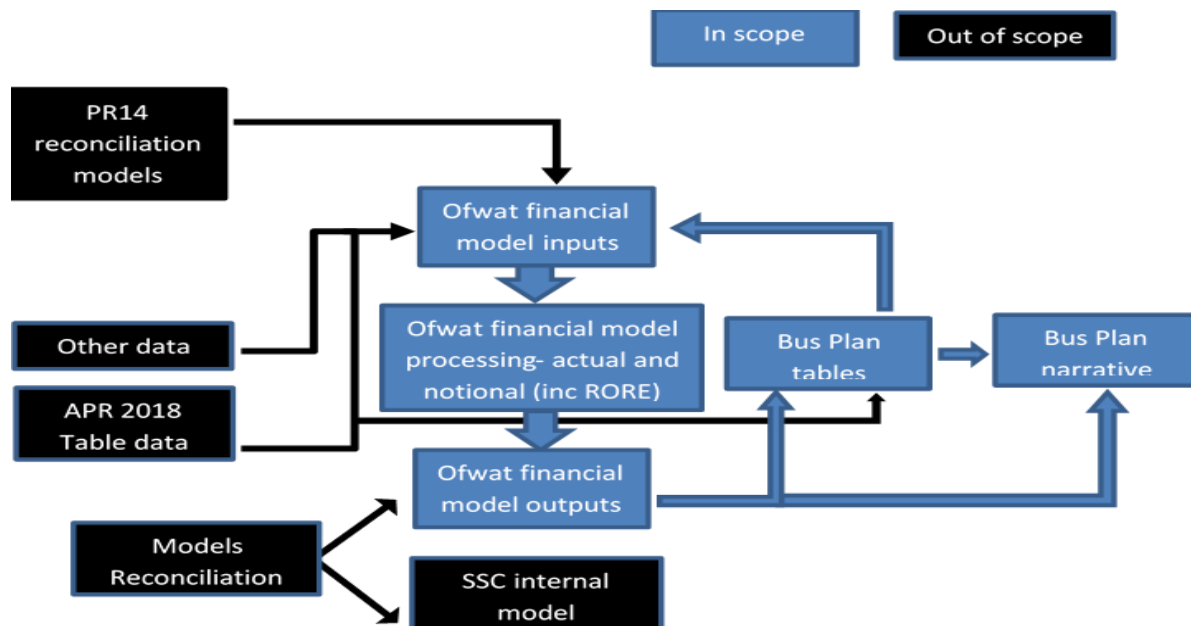 In scope
Out of scope
PR14
reconciliation
models
Ofwat financial
model inputs
Other data
Ofwat financial model
processing- actual and
notional (inc RORE)
Bus Plan
tables
Bus Plan
narrative
APR 2018
Table data
Ofwat financial
model outputs
Models
Reconciliation
SSC internal
model